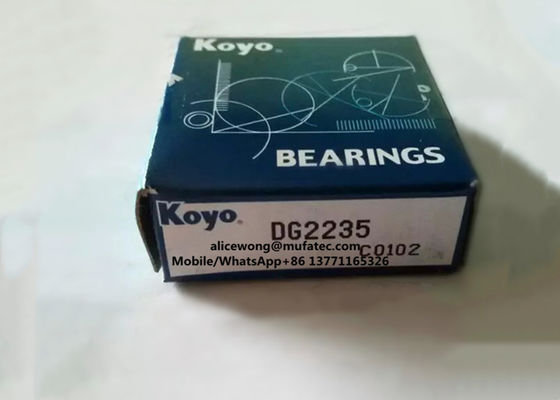 Koyo®
BEARINGS
Koyo®
DG2235
alicewong@mufatec.com
C0102
Mobile/WhatsApp+86 13771165326